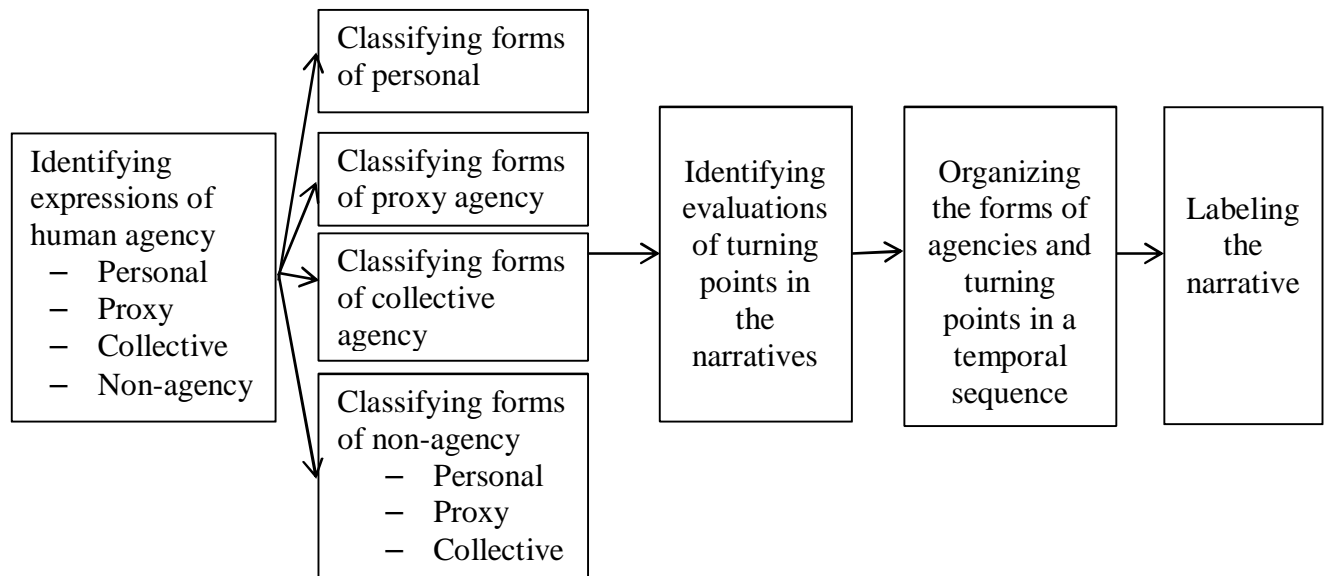 Identifying
expressions of
human agency
– Personal
– Proxy
– Collective
– Non-agency
Classifying forms
of personal
Classifying forms
of proxy agency
Classifying forms
of collective
agency
Classifying forms
of non-agency
– Personal
– Proxy
– Collective
Identifying
evaluations
of turning
points in
the
narratives
Organizing
the forms of
agencies and
turning
points in a
temporal
sequence
Labeling
the
narrative